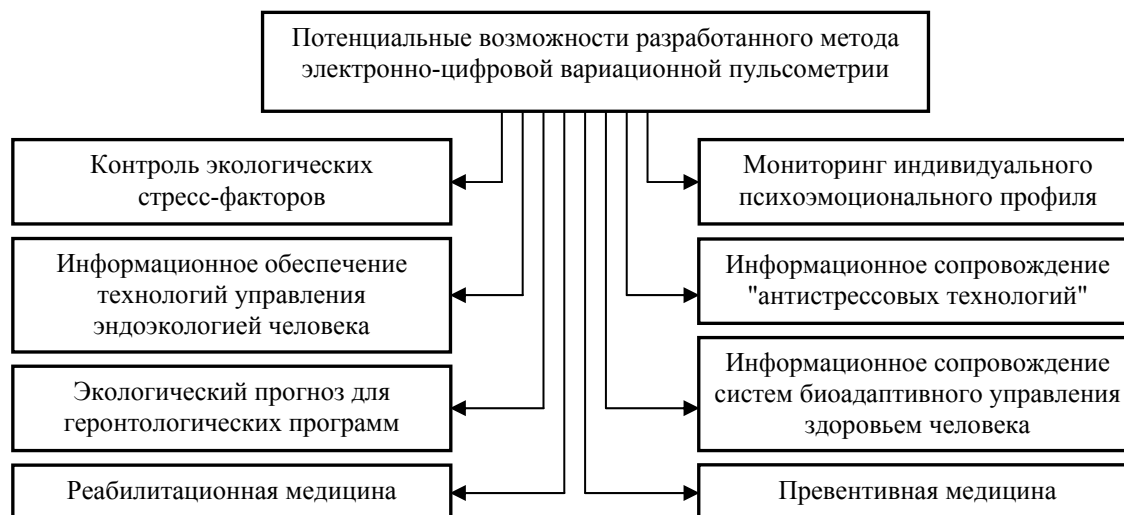 Потенциальные возможности разработанного метода
электронно-цифровой вариационной пульсометрии
Контроль экологических
стресс-факторов
Мониторинг индивидуального
психоэмоционального профиля
Информационное обеспечение
технологий управления
эндоэкологией человека
Информационное сопровождение
"антистрессовых технологий"
Экологический прогноз для
геронтологических программ
Информационное сопровождение
систем биоадаптивного управления
здоровьем человека
Реабилитационная медицина
Превентивная медицина